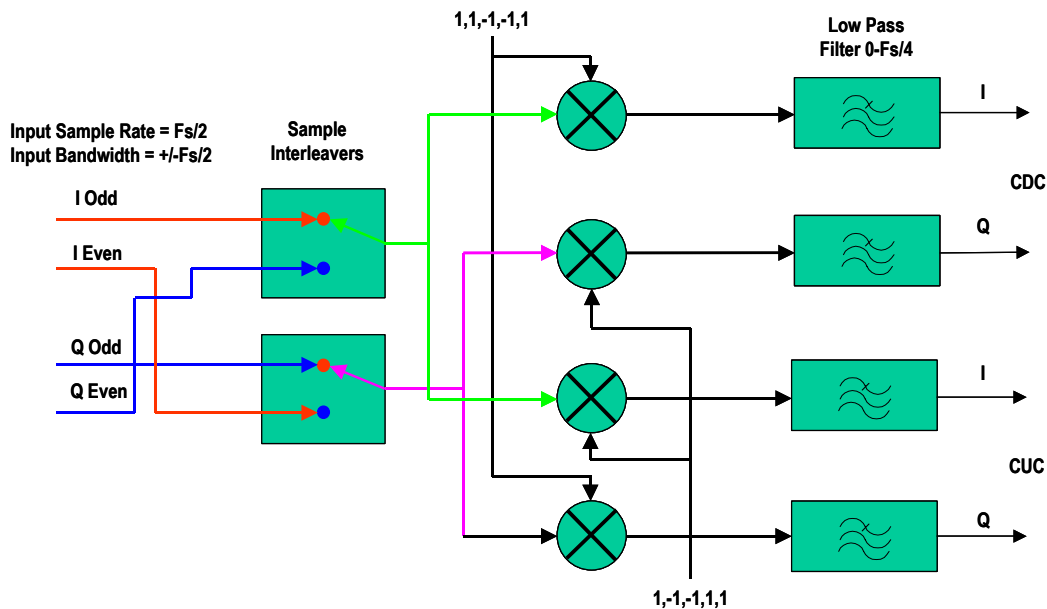 1,1,-1,-1,1
Low Pass
Filter 0-Fs/4
Input Sample Rate = Fs/2
Input Bandwidth = +/-Fs/2
Sample
Interleavers
I Odd
I Even
Q Odd
Q Even
I
CDC
Q
I
CUC
Q
1,-1,-1,1,1